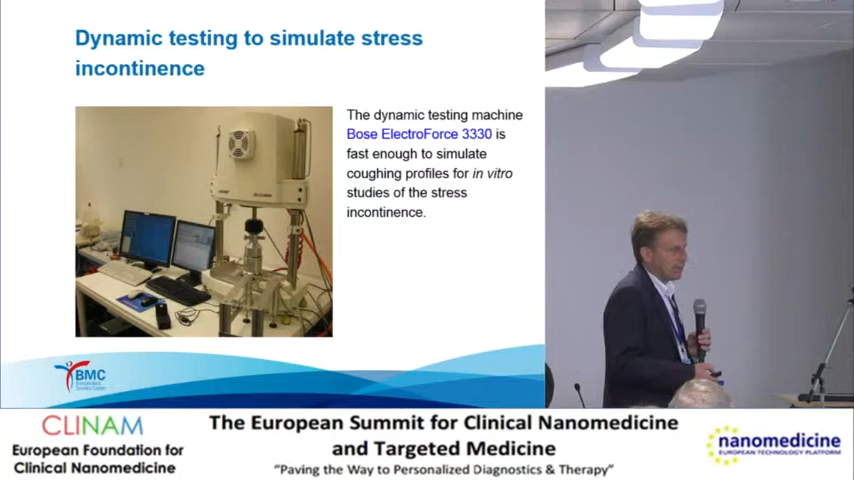 Dynamic testing to simulate stress
incontinence
The dynamic testing machine
Bose ElectroForce 3330 is
fast enough to simulate
coughing profiles for in vitro
studies of the stress
incontinence.
BMC
CLINAM
European Foundation for
Clinical Nanomedicine
The European Summit for Clinical Nanomedicine
and Targeted Medicine
“Paving the Way to Personalized Diagnostics & Therapy”
nanomedicine
EUROPEAN TECHNOLOGY PLATFORM